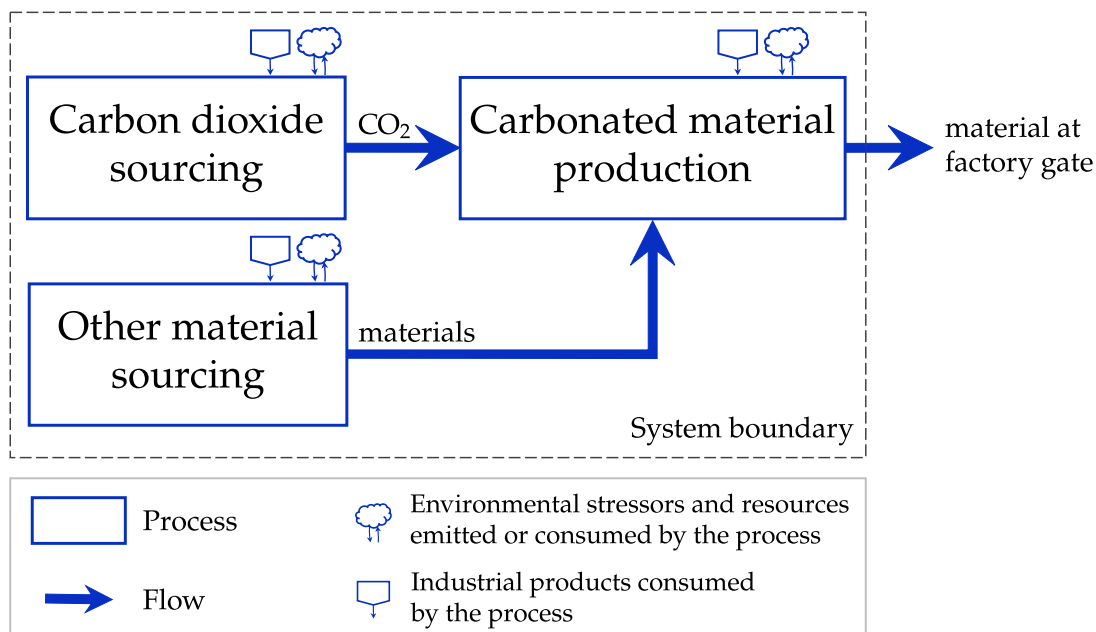 Carbon dioxide
sourcing
CO₂
Carbonated material
production
material at
factory gate
Other material
sourcing
materials
System boundary
Process
Environmental stressors and resources
emitted or consumed by the process
Flow
Industrial products consumed
by the process